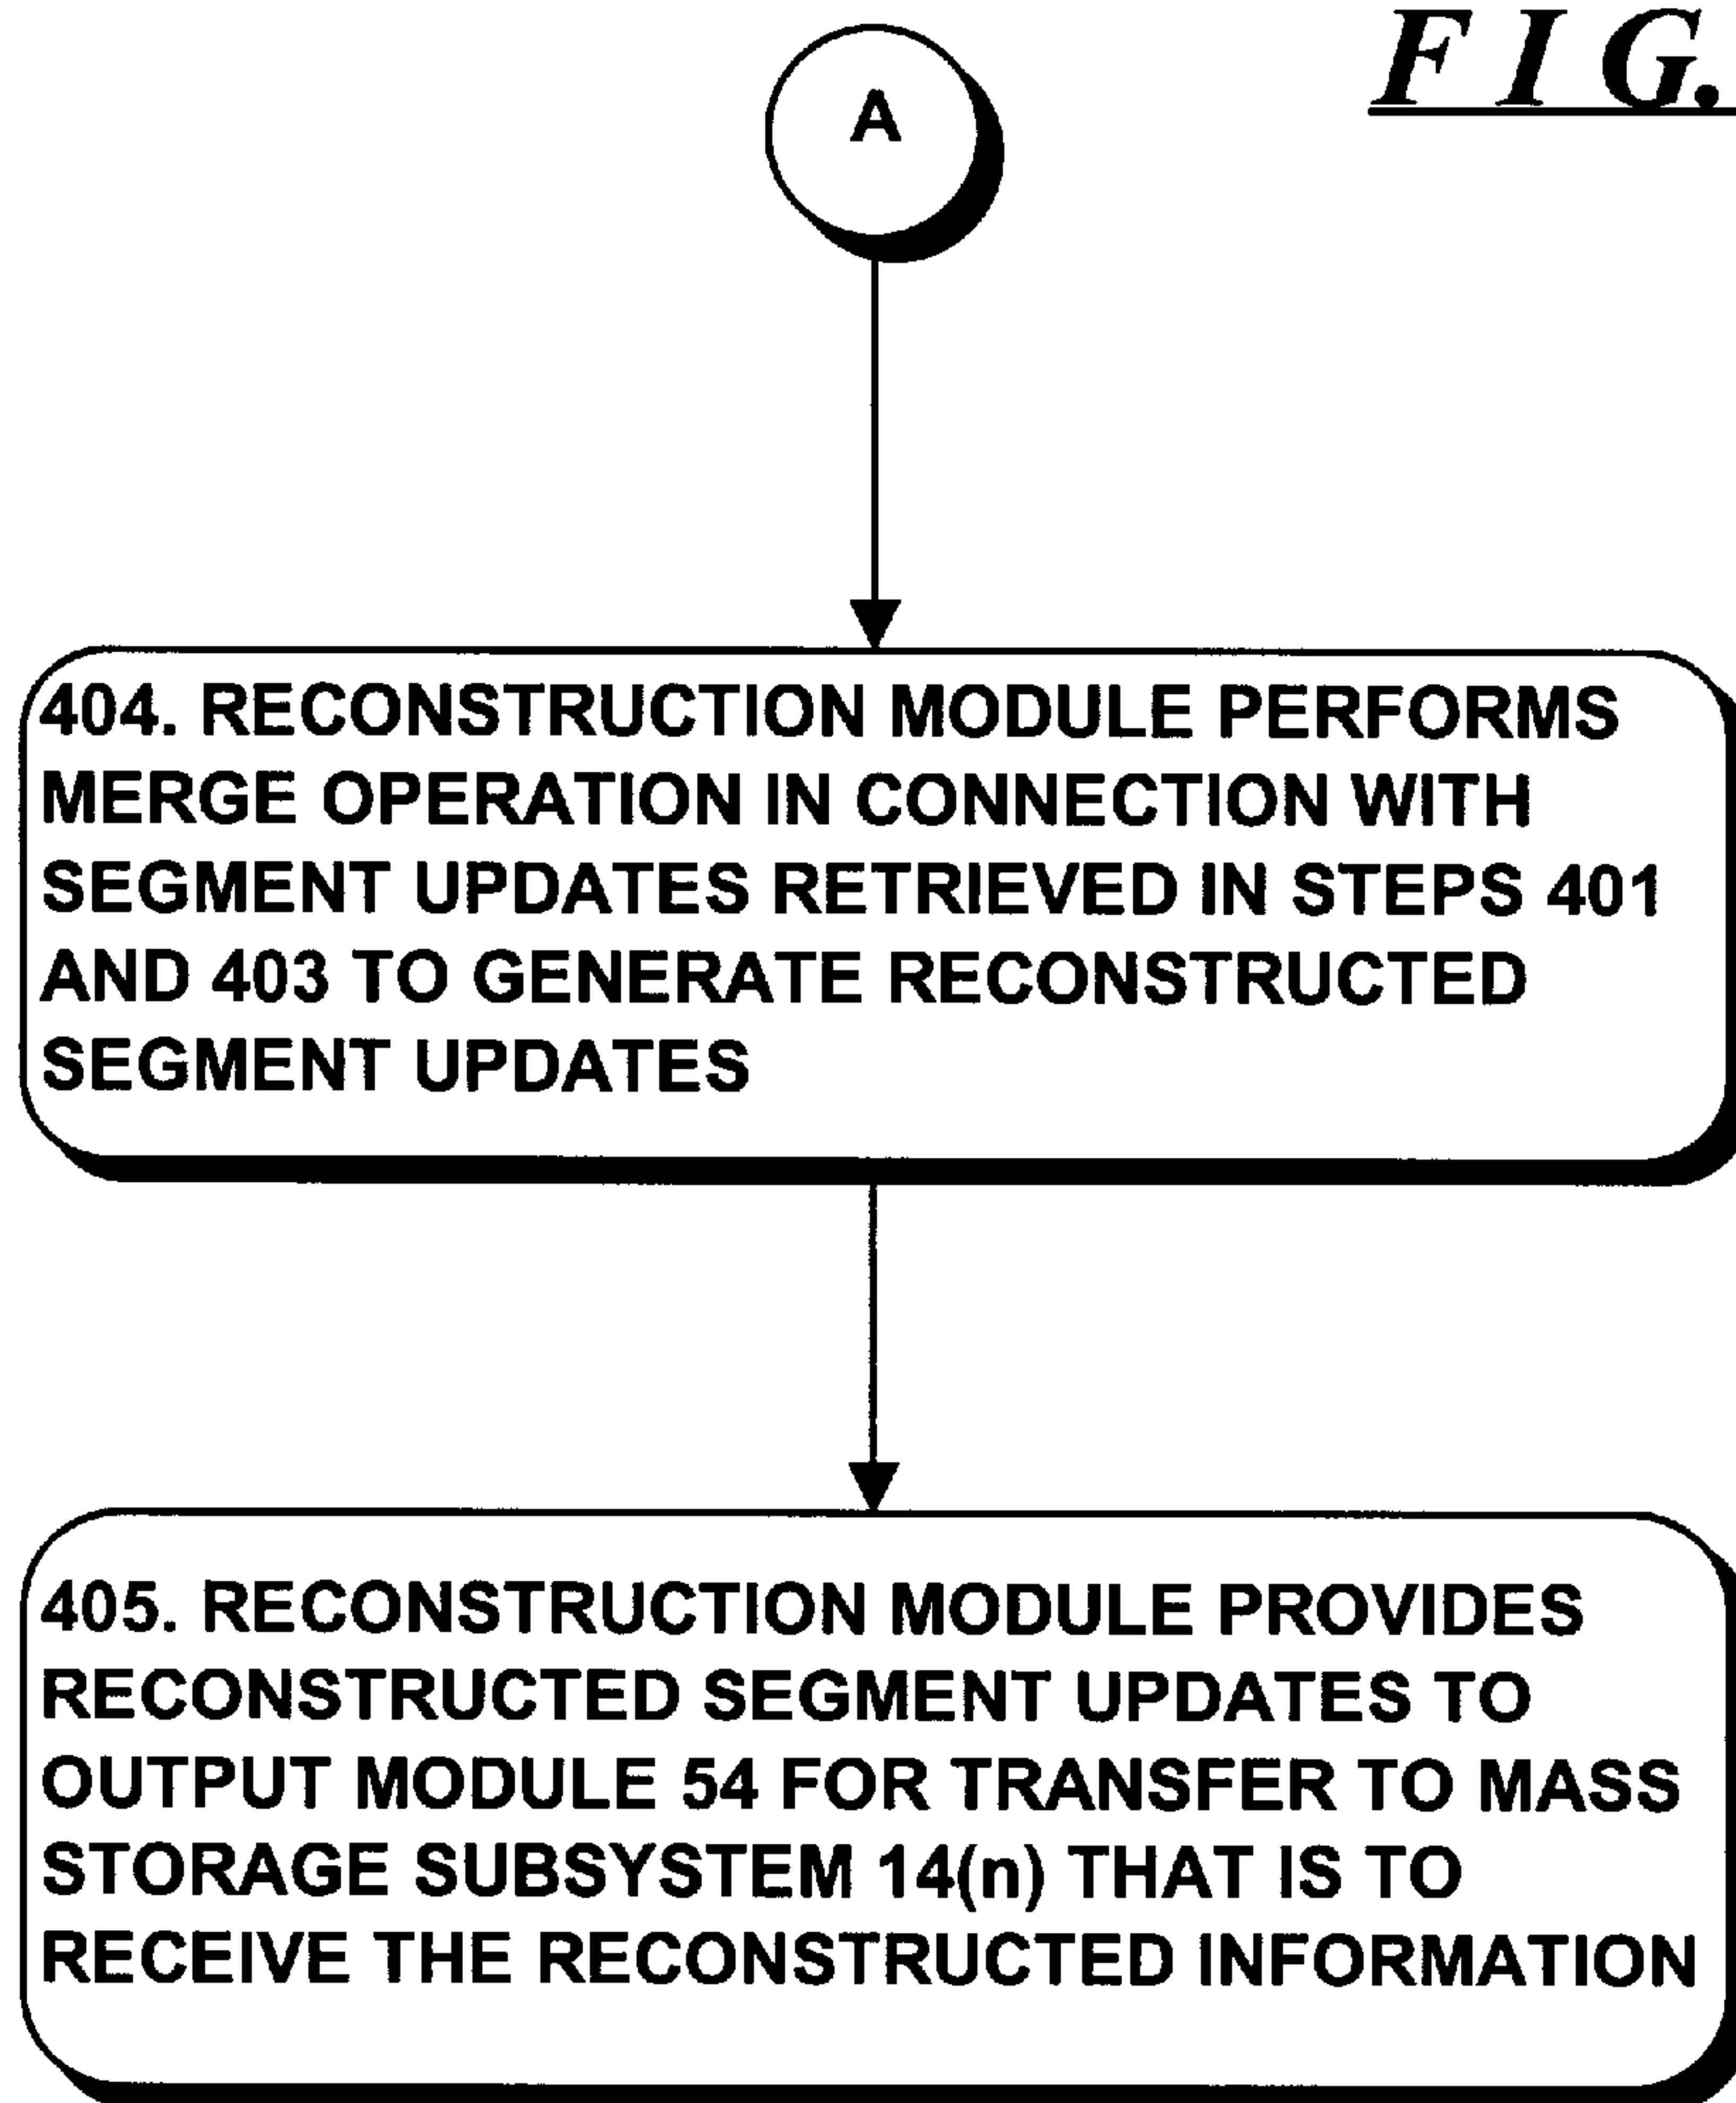 FIG.
A
404. RECONSTRUCTION MODULE PERFORMS
MERGE OPERATION IN CONNECTION WITH
SEGMENT UPDATES RETRIEVED IN STEPS 401
AND 403 TO GENERATE RECONSTRUCTED
SEGMENT UPDATES
405. RECONSTRUCTION MODULE PROVIDES
RECONSTRUCTED SEGMENT UPDATES TO
OUTPUT MODULE 54 FOR TRANSFER TO MASS
STORAGE SUBSYSTEM 14(n) THAT IS TO
RECEIVE THE RECONSTRUCTED INFORMATION